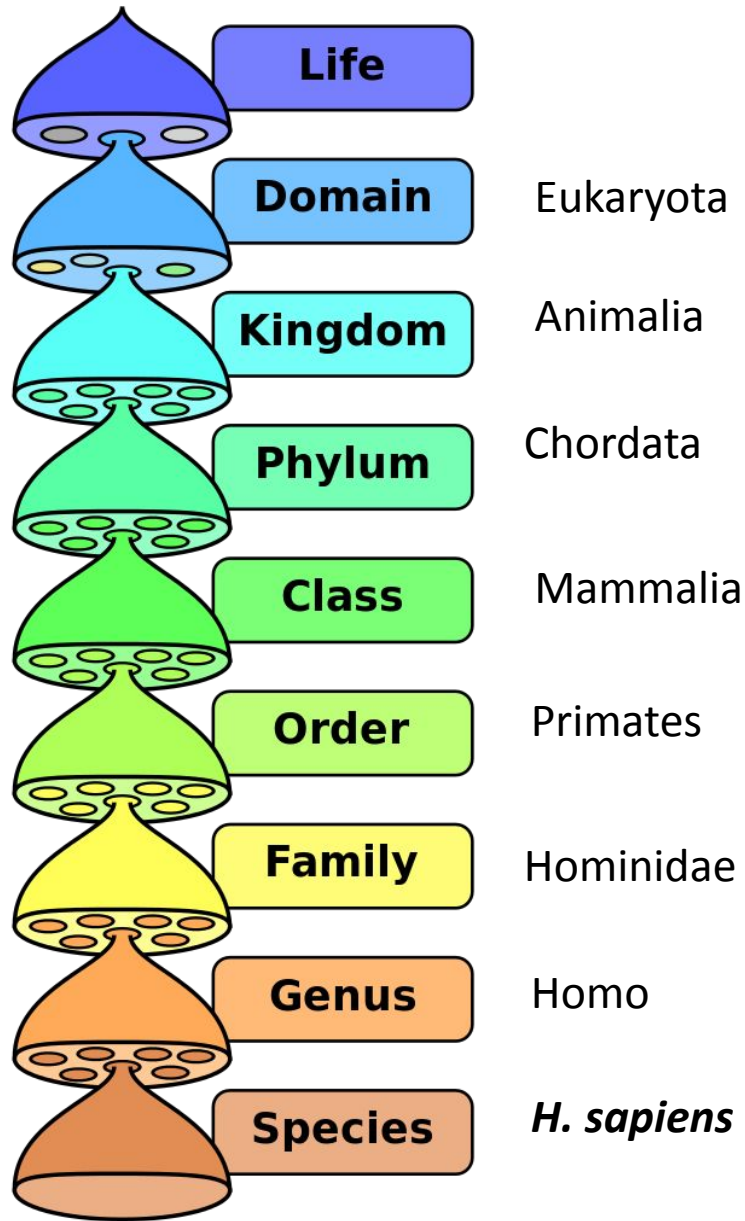 Life
Domain Eukaryota
Kingdom Animalia
Phylum Chordata
Class Mammalia
Order Primates
Family Hominidae
Genus Homo
Species H. sapiens